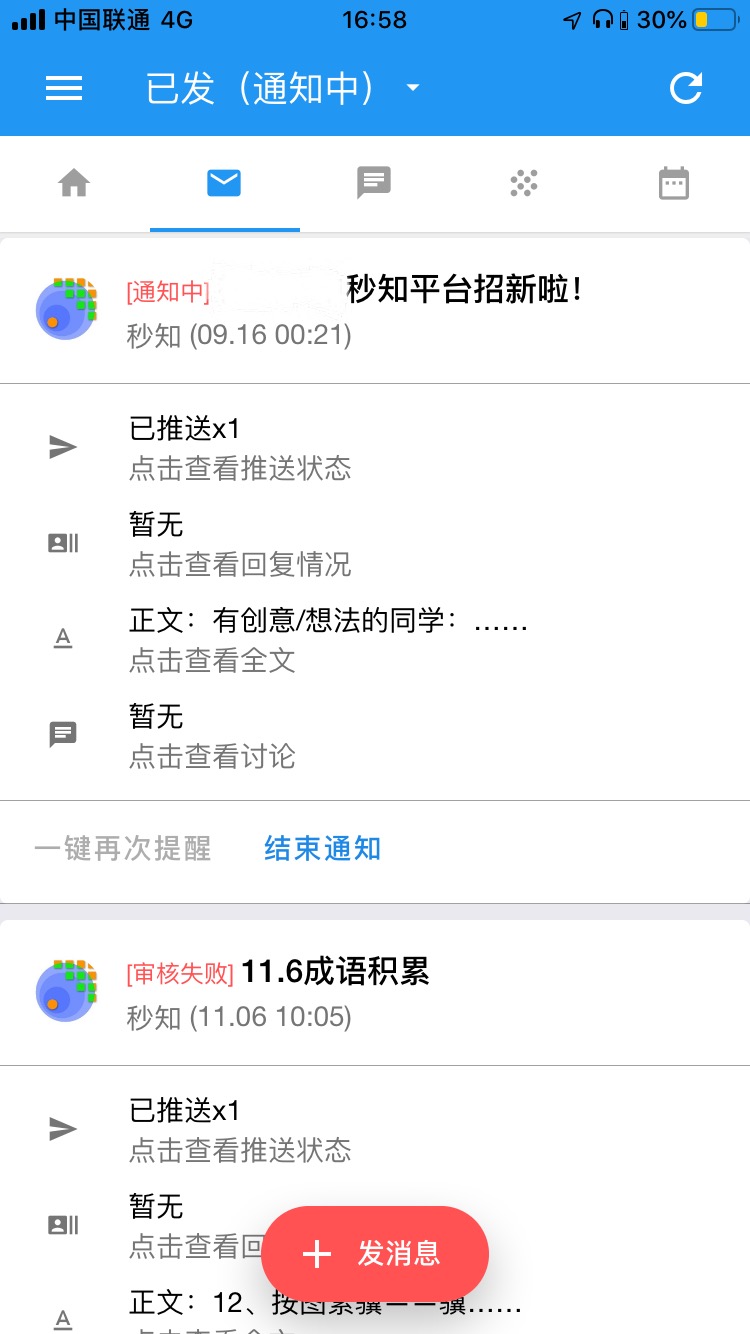 中国联通 4G 16:58 30%
已发（通知中）
[通知中] 秒知平台招新啦！
秒知 (09.16 00:21)
已推送x1
点击查看推送状态
暂无
点击查看回复情况
正文：有创意/想法的同学：……
点击查看全文
暂无
点击查看讨论
一键再次提醒 结束通知
[审核失败] 11.6成语积累
秒知 (11.06 10:05)
已推送x1
点击查看推送状态
暂无
点击查看回
发消息
正文：12、按图索骥——骥……